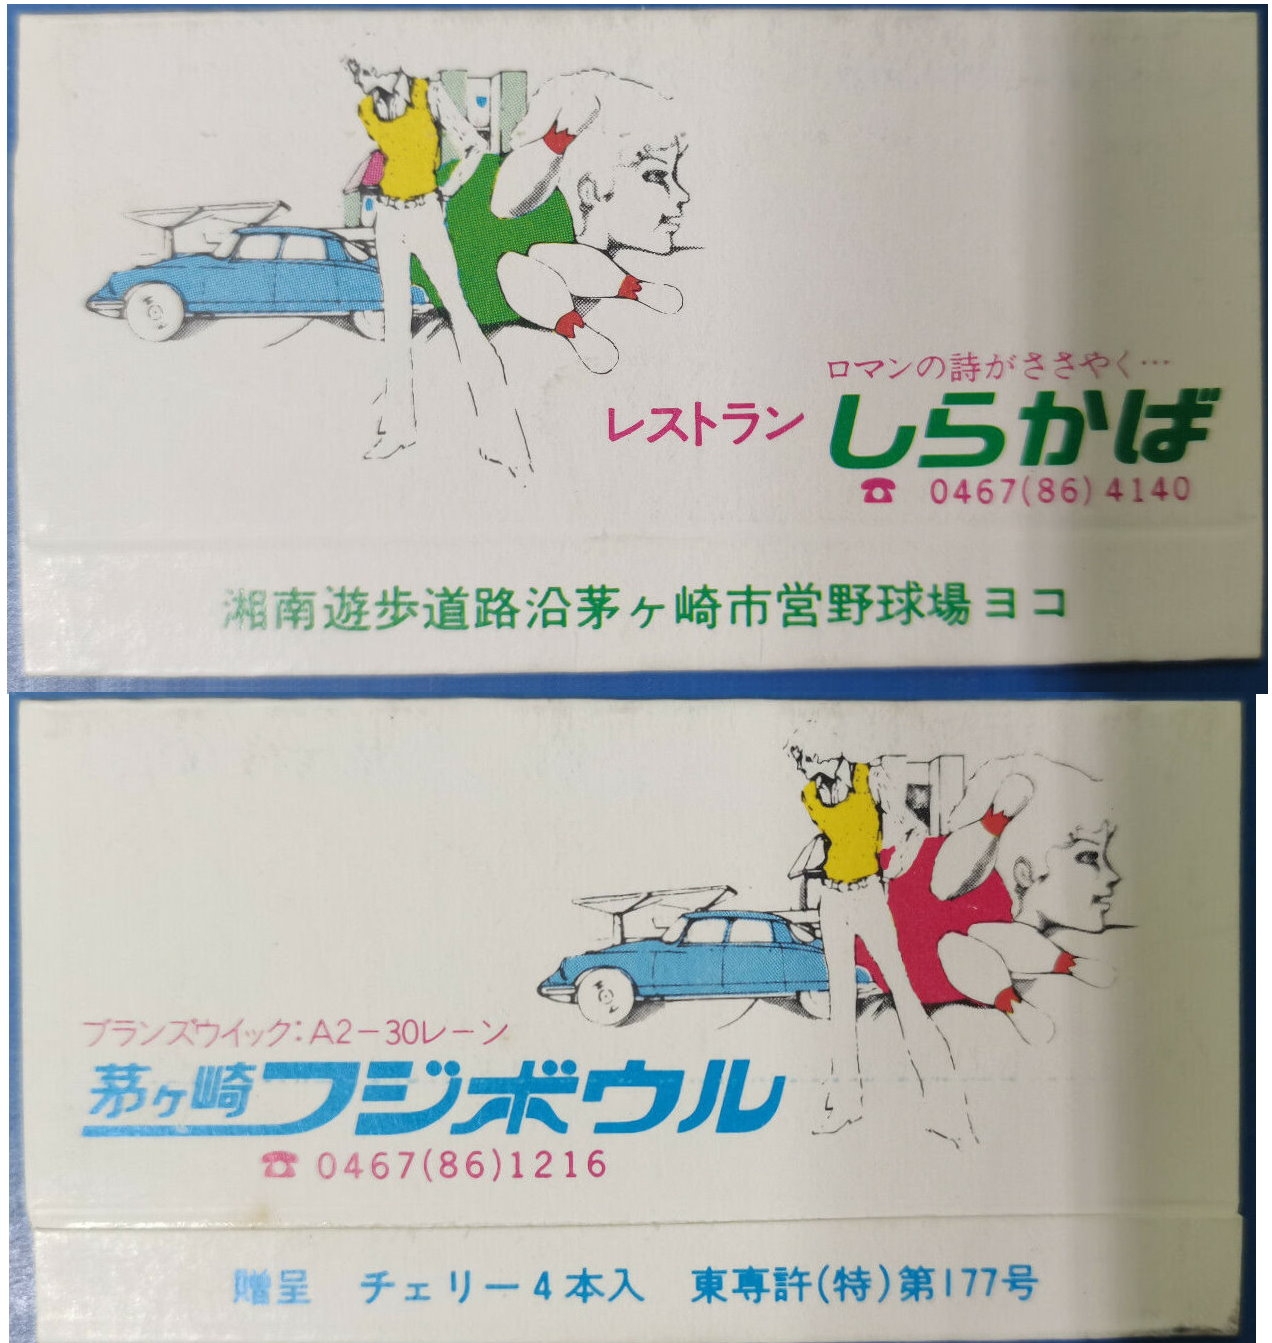 ロマンの詩がささやく…
レストラン しらかば
☎ 0467(86)4140
湘南遊歩道路沿茅ヶ崎市営野球場ヨコ
ブランズウイック:A2-30レーン
茅ヶ崎フジボウル
☎ 0467(86)1216
贈呈 チェリー4本入 東専許(特)第177号